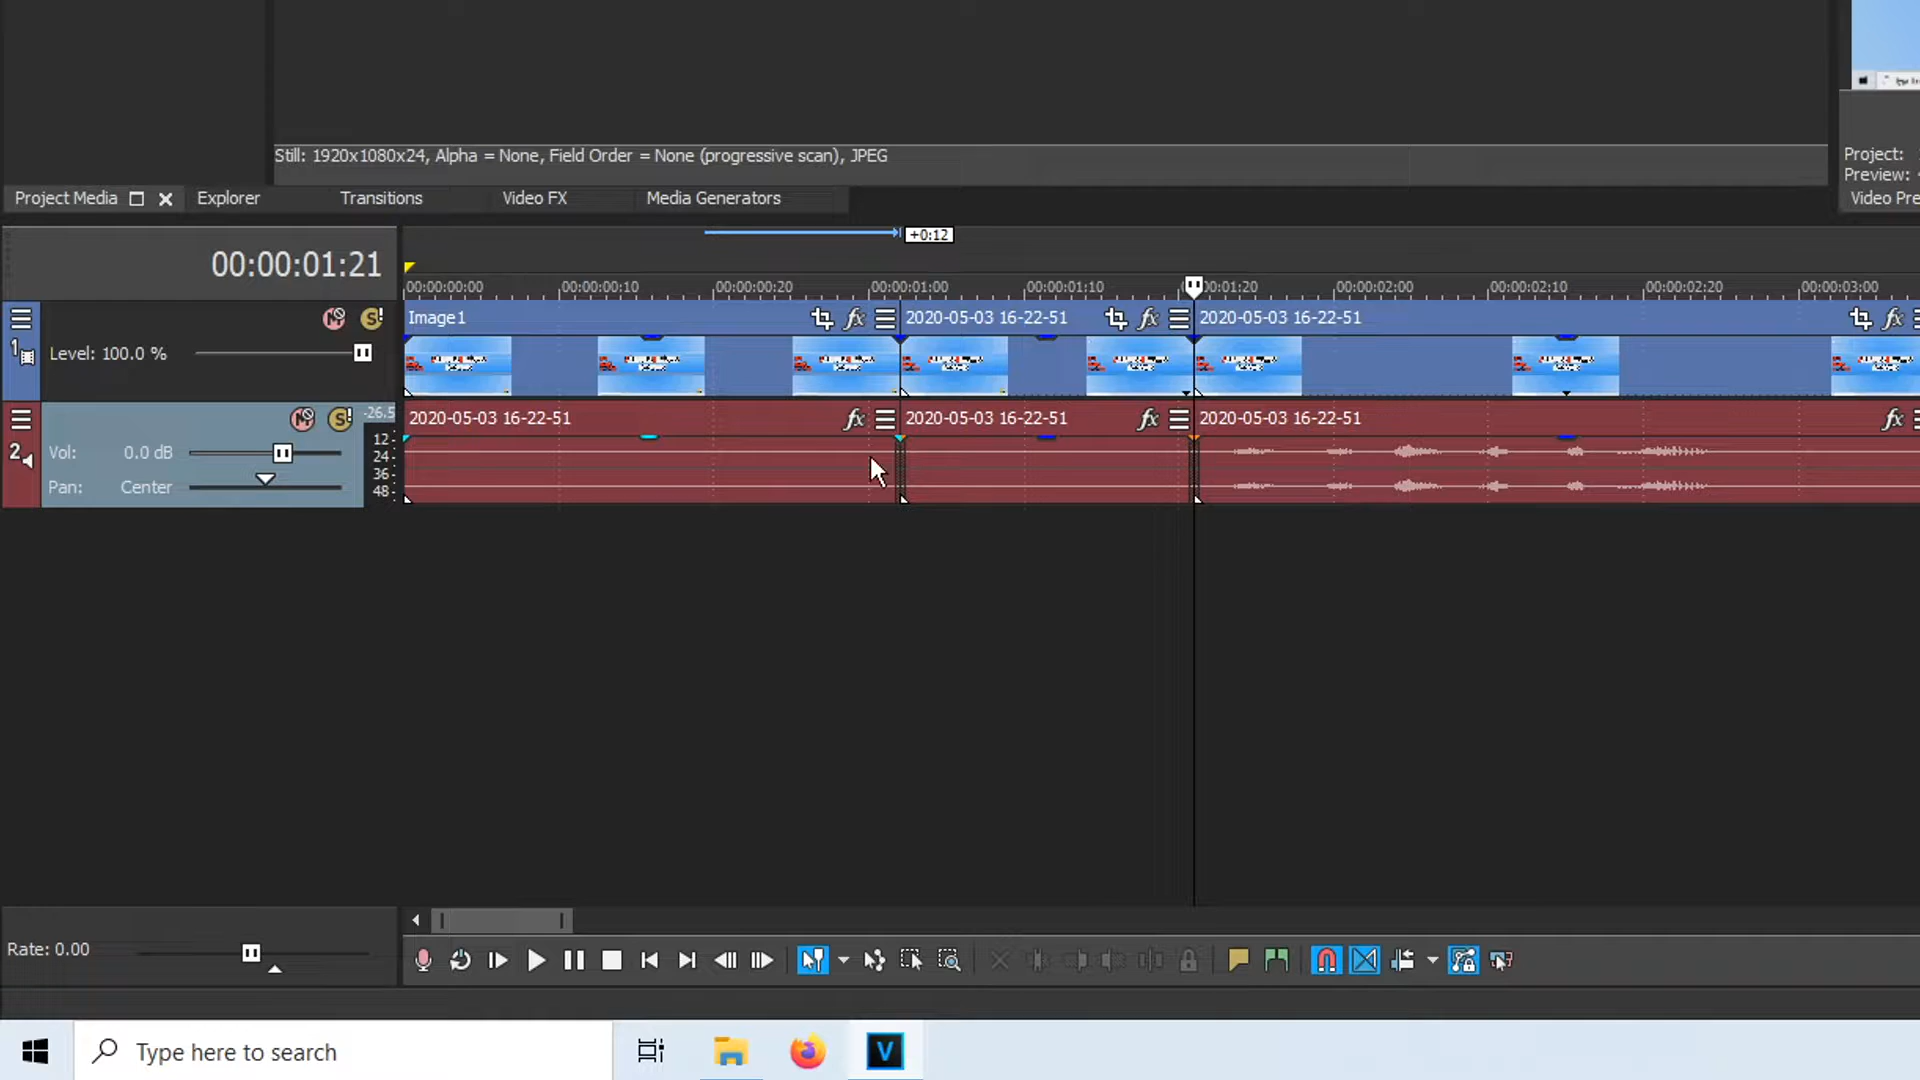 Still: 1920x1080x24, Alpha = None, Field Order = None (progressive scan), JPEG
Project:
Preview:
Project Media Explorer Transitions Video FX Media Generators
Video Pre
+0:12
00:00:01:21
00:00:00:00 00:00:00:10 00:00:00:20 00:00:01:00 00:00:01:10 00:01:20 00:00:02:00 00:00:02:10 00:00:02:20 00:00:03:00
Image1 2020-05-03 16-22-51 2020-05-03 16-22-51
1 Level: 100.0 %
-26.5 2020-05-03 16-22-51 2020-05-03 16-22-51 2020-05-03 16-22-51
12
2 Vol: 0.0 dB 24
36
Pan: Center 48
Rate: 0.00
Type here to search
V